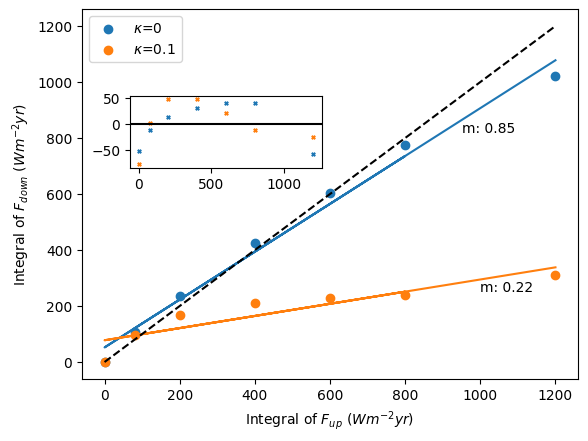 1200
1000
800
600
400
200
0
Integral of F_down (Wm^−2yr)
κ=0
κ=0.1
50
0
−50
0
500
1000
m: 0.85
m: 0.22
0 200 400 600 800 1000 1200
Integral of F_up (Wm^−2yr)